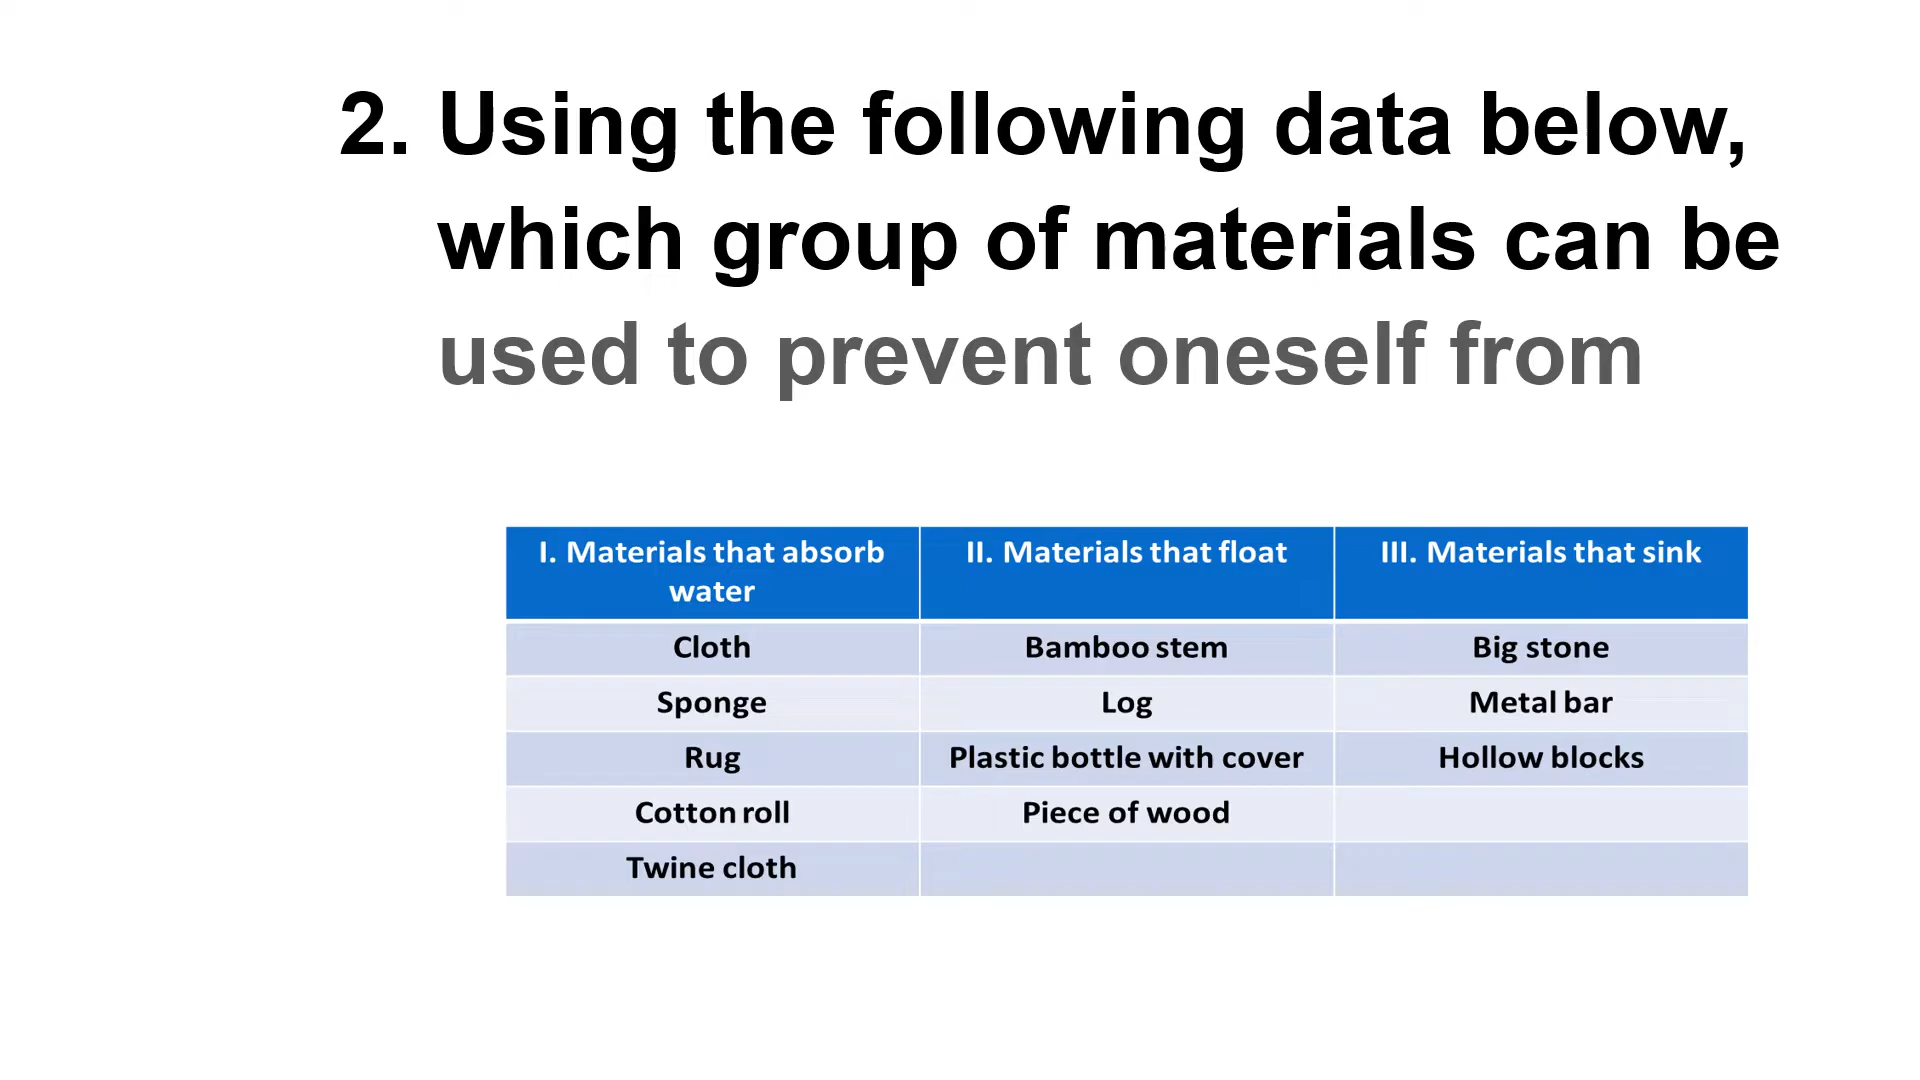 2. Using the following data below,
which group of materials can be
used to prevent oneself from
I. Materials that absorb water
II. Materials that float
III. Materials that sink
Cloth
Bamboo stem
Big stone
Sponge
Log
Metal bar
Rug
Plastic bottle with cover
Hollow blocks
Cotton roll
Piece of wood
Twine cloth